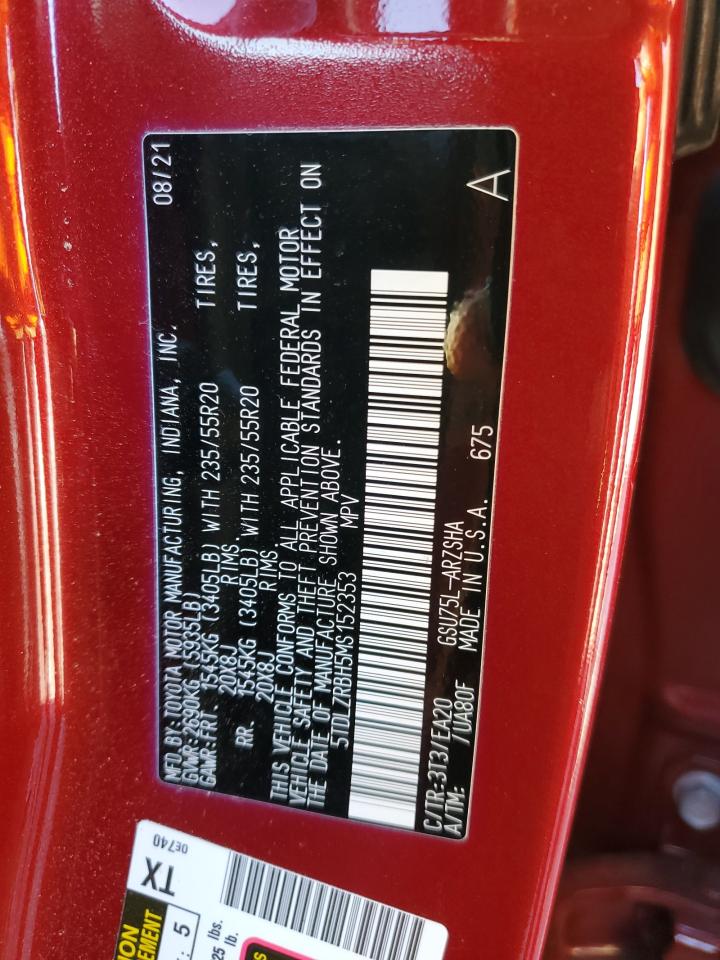 MFD.BY:TOYOTA MOTOR MANUFACTURING, INDIANA, INC. 08/21
GVWR:2690KG (5935LB)
GAWR:FRT. 1545KG (3405LB) WITH 235/55R20 TIRES,
20X8J RIMS.
RR. 1545KG (3405LB) WITH 235/55R20 TIRES,
20X8J RIMS.
THIS VEHICLE CONFORMS TO ALL APPLICABLE FEDERAL MOTOR
VEHICLE SAFETY AND THEFT PREVENTION STANDARDS IN EFFECT ON
THE DATE OF MANUFACTURE SHOWN ABOVE.
5TDLZRBH5MS152353 MPV
C/TR:3T3/EA20 GSU75L-ARZSHA
A/TM: /UA80F MADE IN U.S.A. 675 A
TX 0E740
5
25 lbs.
lb.